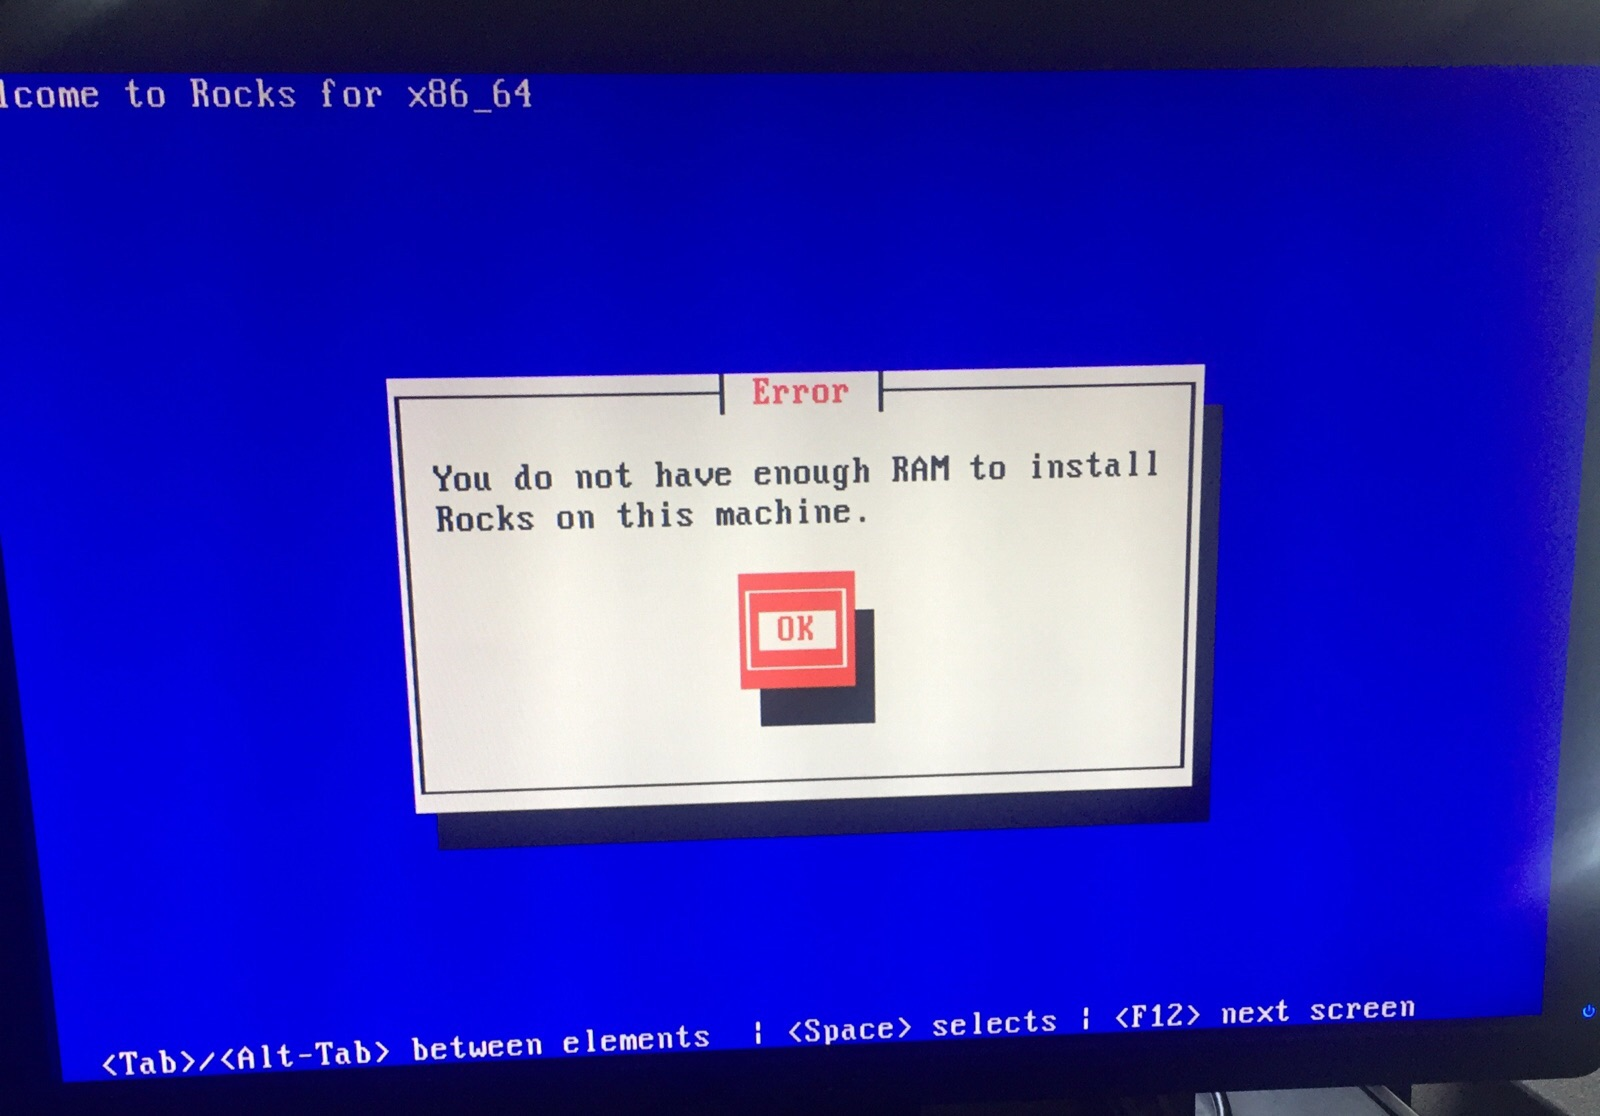 lcome to Rocks for x86_64
Error
You do not have enough RAM to install
Rocks on this machine.
OK
<Tab>/<Alt-Tab> between elements | <Space> selects | <F12> next screen